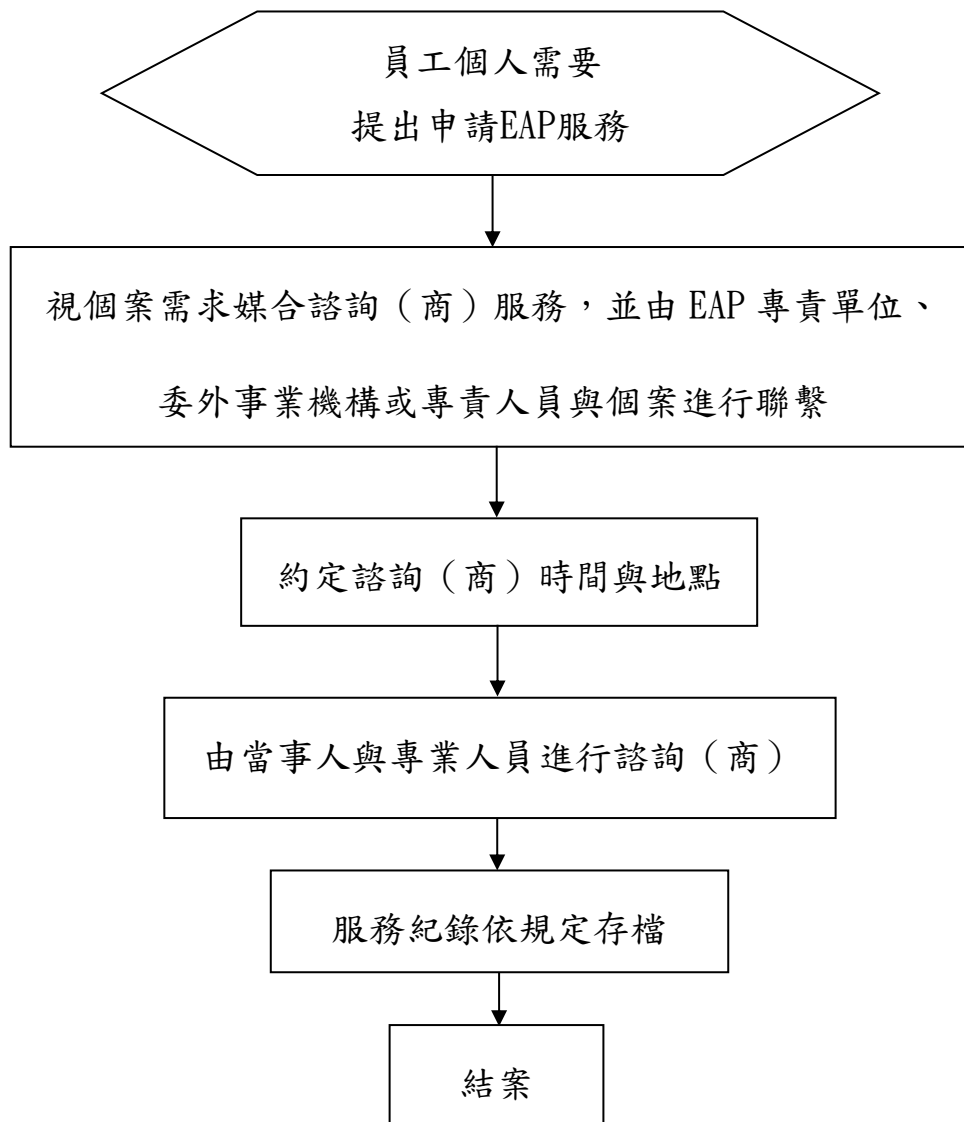 員工個人需要
提出申請EAP服務
視個案需求媒合諮詢（商）服務，並由 EAP 專責單位、
委外事業機構或專責人員與個案進行聯繫
約定諮詢（商）時間與地點
由當事人與專業人員進行諮詢（商）
服務紀錄依規定存檔
結案